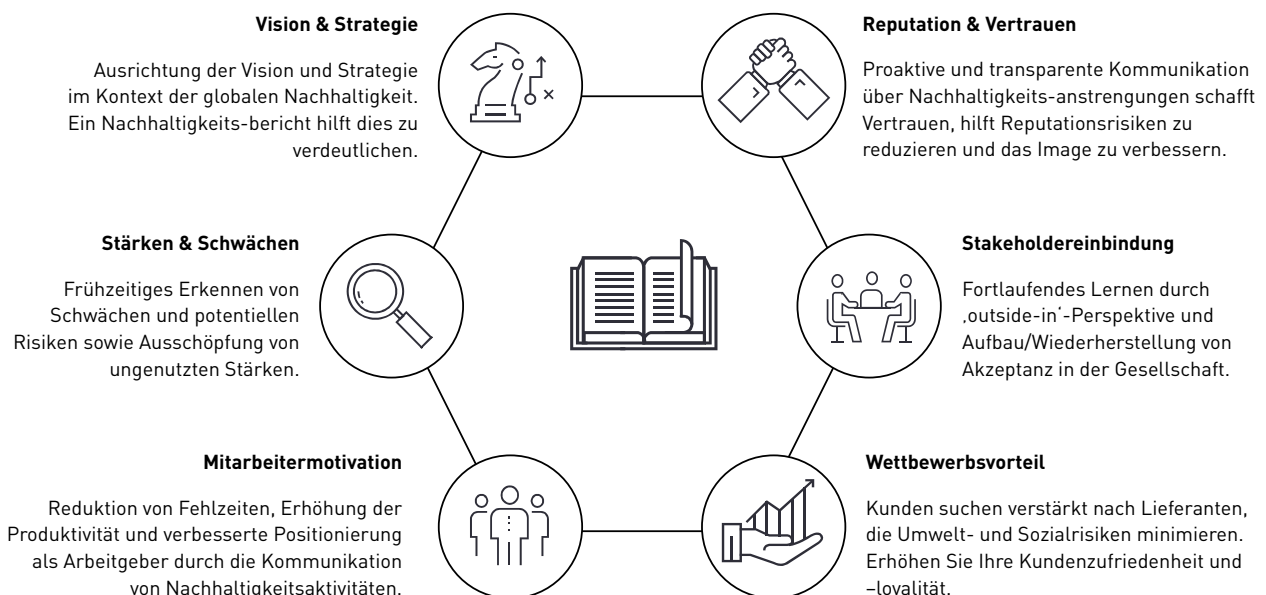 Vision & Strategie
Ausrichtung der Vision und Strategie
im Kontext der globalen Nachhaltigkeit.
Ein Nachhaltigkeits-bericht hilft dies zu
verdeutlichen.
Reputation & Vertrauen
Proaktive und transparente Kommunikation
über Nachhaltigkeits-anstrengungen schafft
Vertrauen, hilft Reputationsrisiken zu
reduzieren und das Image zu verbessern.
Stärken & Schwächen
Frühzeitiges Erkennen von
Schwächen und potentiellen
Risiken sowie Ausschöpfung von
ungenutzten Stärken.
Stakeholdereinbindung
Fortlaufendes Lernen durch
‚outside-in‘-Perspektive und
Aufbau/Wiederherstellung von
Akzeptanz in der Gesellschaft.
Mitarbeitermotivation
Reduktion von Fehlzeiten, Erhöhung der
Produktivität und verbesserte Positionierung
als Arbeitgeber durch die Kommunikation
von Nachhaltigkeitsaktivitäten.
Wettbewerbsvorteil
Kunden suchen verstärkt nach Lieferanten,
die Umwelt- und Sozialrisiken minimieren.
Erhöhen Sie Ihre Kundenzufriedenheit und
–loyalität.